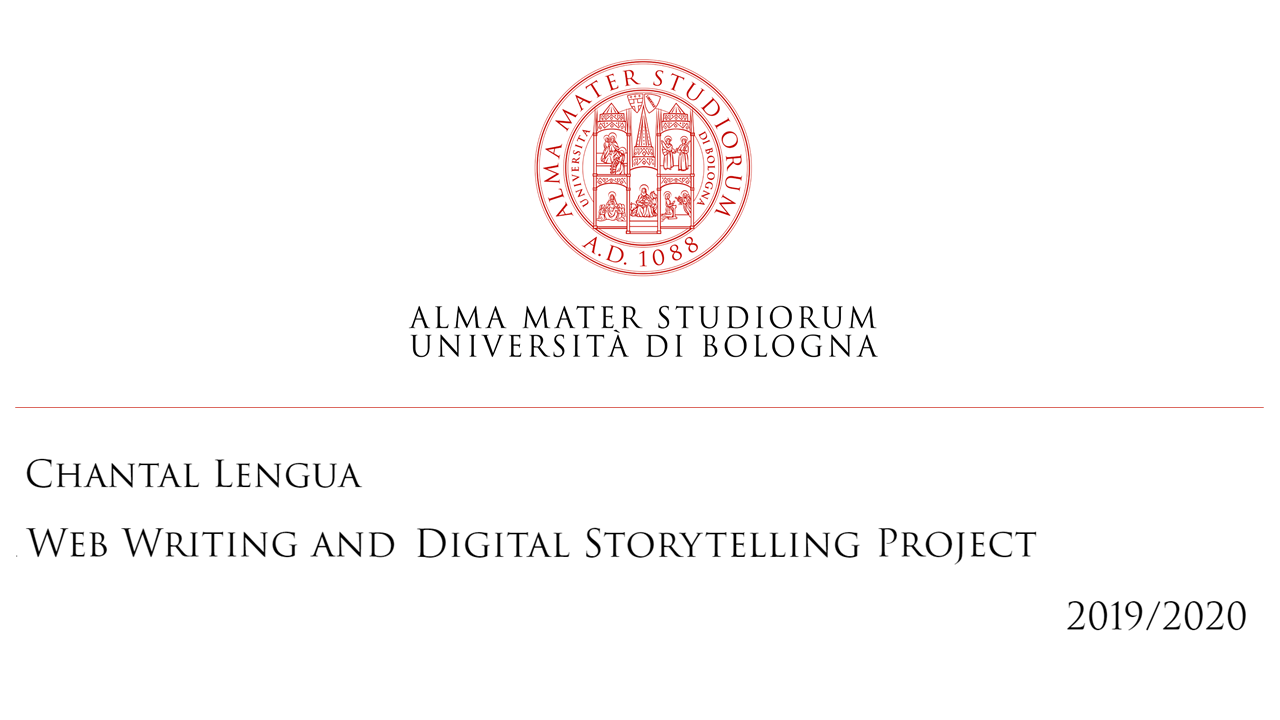 ALMA MATER STUDIORUM
UNIVERSITÀ DI BOLOGNA
A.D. 1088
ALMA MATER STUDIORUM
UNIVERSITÀ DI BOLOGNA
Chantal Lengua
Web Writing and Digital Storytelling Project
2019/2020